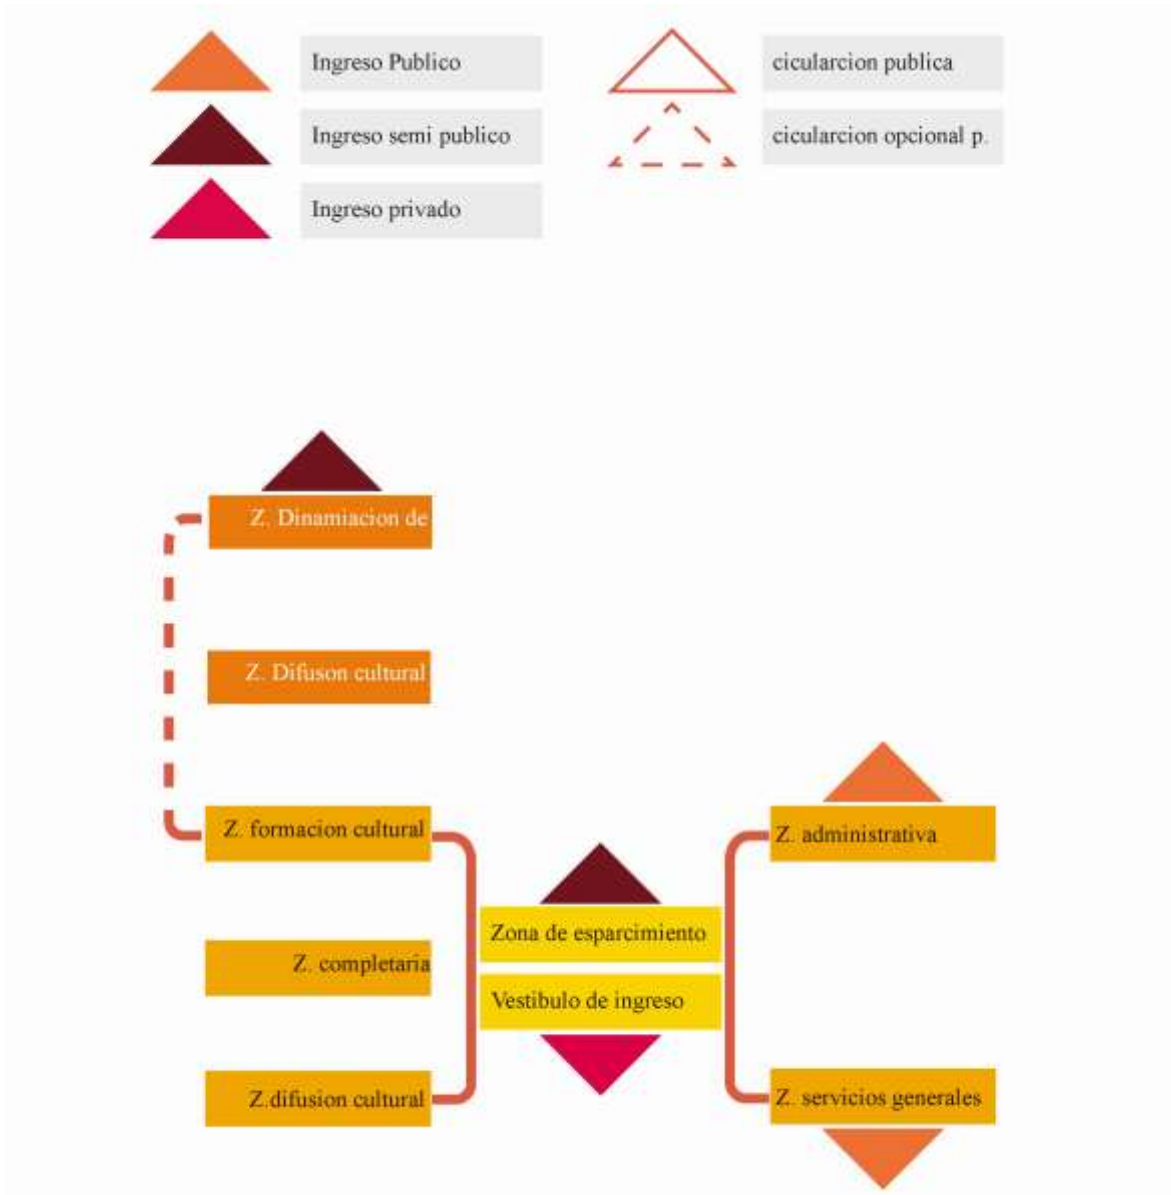 Ingreso Publico
cicularcion publica
Ingreso semi publico
cicularcion opcional p.
Ingreso privado
Z. Dinamiacion de
Z. Difuson cultural
Z. formacion cultural
Z. administrativa
Zona de esparcimiento
Z. completaria
Vestibulo de ingreso
Z.difusion cultural
Z. servicios generales